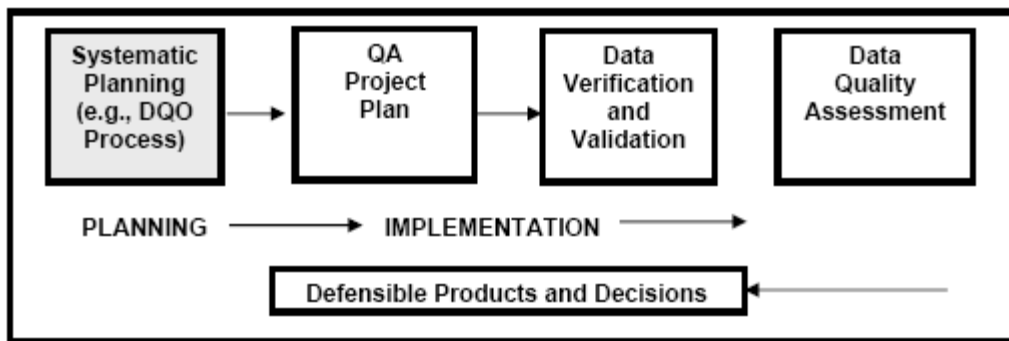 Systematic
Planning
(e.g., DQO
Process)
QA
Project
Plan
Data
Verification
and
Validation
Data
Quality
Assessment
PLANNING
IMPLEMENTATION
Defensible Products and Decisions